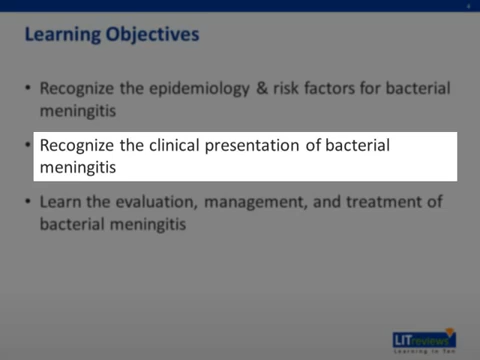 4
Learning Objectives
• Recognize the epidemiology & risk factors for bacterial
meningitis
• Recognize the clinical presentation of bacterial
meningitis
• Learn the evaluation, management, and treatment of
bacterial meningitis
LITreviews
Learning in Ten